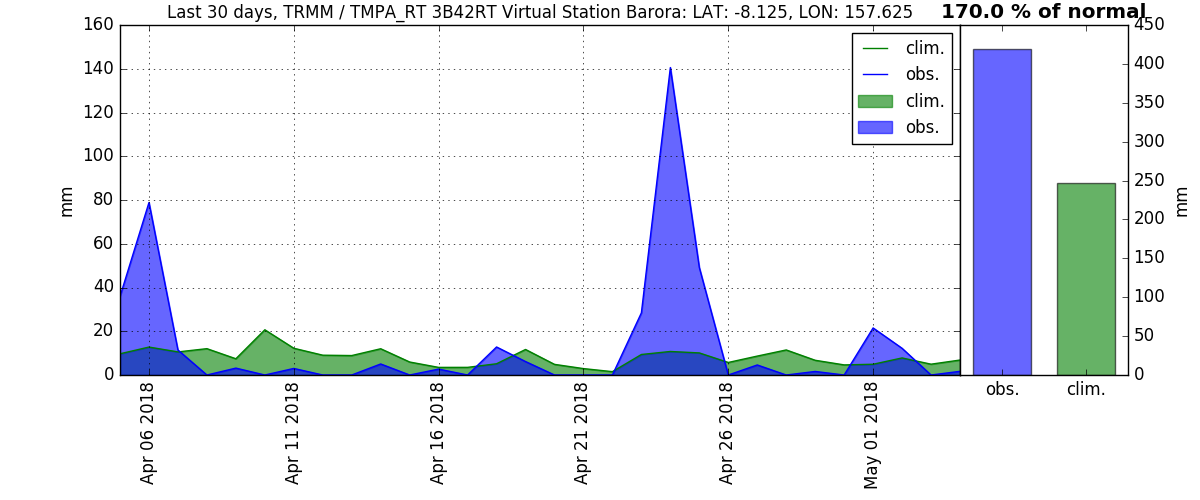 Last 30 days, TRMM / TMPA_RT 3B42RT Virtual Station Barora: LAT: -8.125, LON: 157.625
170.0 % of normal
160
140
120
100
80
60
40
20
0
mm
clim.
obs.
clim.
obs.
Apr 06 2018
Apr 11 2018
Apr 16 2018
Apr 21 2018
Apr 26 2018
May 01 2018
450
400
350
300
250
200
150
100
50
0
mm
obs.
clim.